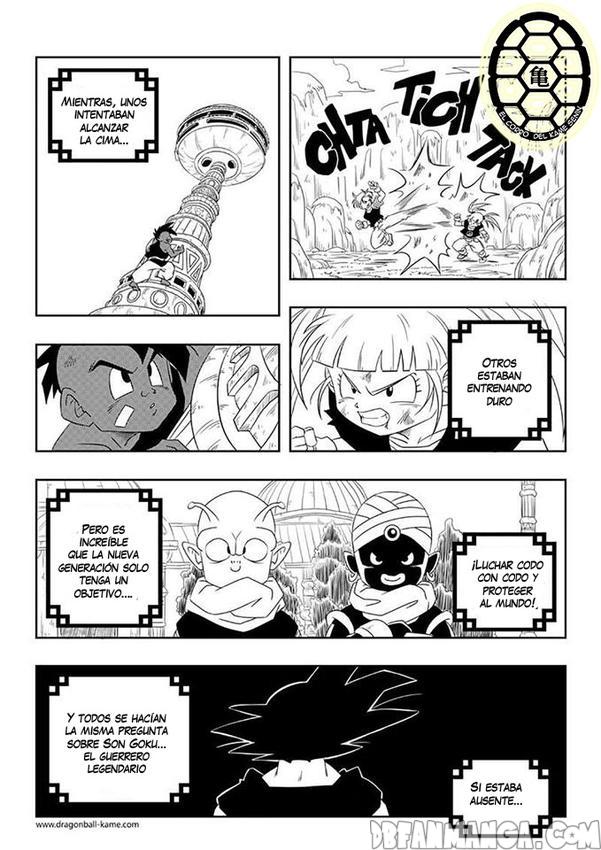 亀
EL CORPO DEL KAME SENIN
MIENTRAS, UNOS
INTENTABAN
ALCANZAR
LA CIMA...
CHTA
TICH
TACK
OTROS
ESTABAN
ENTRENANDO
DURO
PERO ES
INCREÍBLE
QUE LA NUEVA
GENERACIÓN SOLO
TENGA UN
OBJETIVO....
¡LUCHAR CODO
CON CODO Y
PROTEGER
AL MUNDO!
Y TODOS SE HACÍAN
LA MISMA PREGUNTA
SOBRE SON GOKU...
EL GUERRERO
LEGENDARIO
SI ESTABA
AUSENTE...
www.dragonball-kame.com
DBFANMANGA.COM